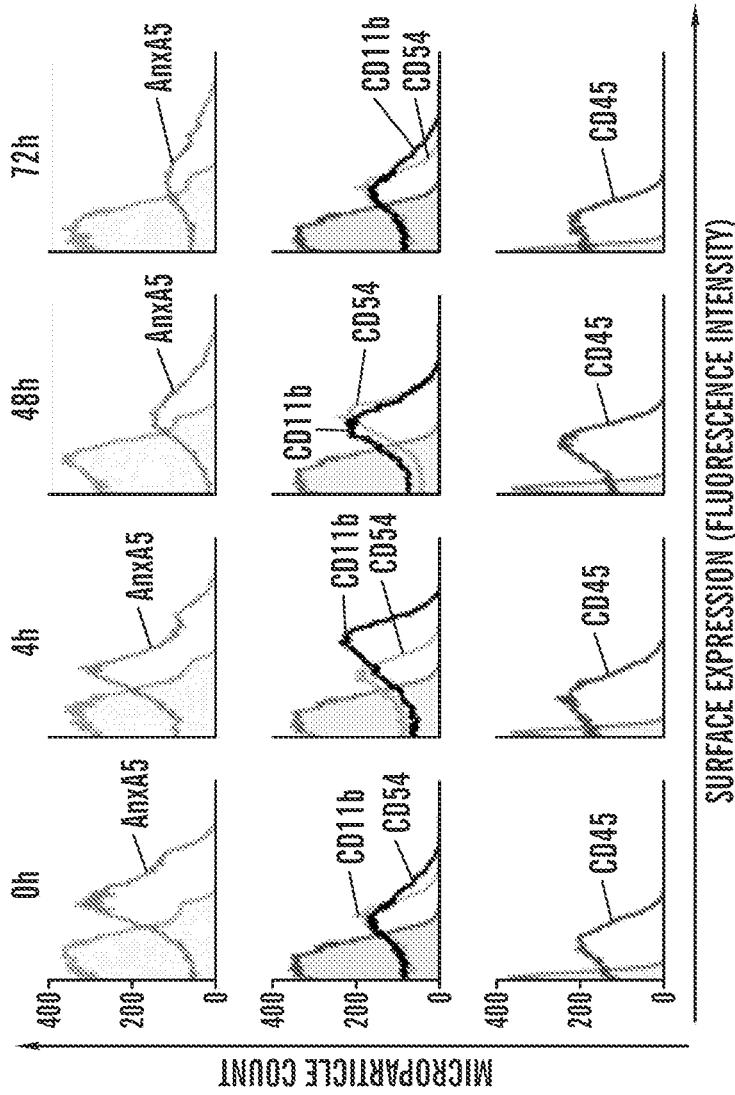 0h 4h 48h 72h
400
200
0
AnxA5 AnxA5 AnxA5 AnxA5
400
200
0
CD11b
CD54
CD11b
CD54
CD11b
CD54
CD11b
CD54
400
200
0
CD45 CD45 CD45 CD45
MICROPARTICLE COUNT
SURFACE EXPRESSION (FLUORESCENCE INTENSITY)